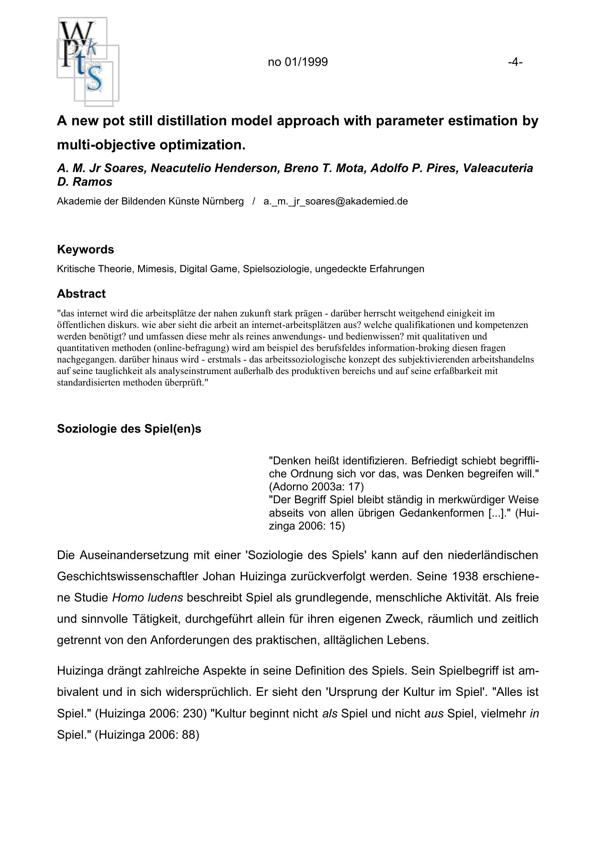 W
Pkts
no 01/1999 -4-
A new pot still distillation model approach with parameter estimation by
multi-objective optimization.
A. M. Jr Soares, Neacutelio Henderson, Breno T. Mota, Adolfo P. Pires, Valeacuteria
D. Ramos
Akademie der Bildenden Künste Nürnberg / a._m._jr_soares@akademied.de
Keywords
Kritische Theorie, Mimesis, Digital Game, Spielsoziologie, ungedeckte Erfahrungen
Abstract
"das internet wird die arbeitsplätze der nahen zukunft stark prägen - darüber herrscht weitgehend einigkeit im
öffentlichen diskurs. wie aber sieht die arbeit an internet-arbeitsplätzen aus? welche qualifikationen und kompetenzen
werden benötigt? und umfassen diese mehr als reines anwendungs- und bedienwissen? mit qualitativen und
quantitativen methoden (online-befragung) wird am beispiel des berufsfeldes information-broking diesen fragen
nachgegangen. darüber hinaus wird - erstmals - das arbeitssoziologische konzept des subjektivierenden arbeitshandelns
auf seine tauglichkeit als analyseinstrument außerhalb des produktiven bereichs und auf seine erfaßbarkeit mit
standardisierten methoden überprüft."
Soziologie des Spiel(en)s
"Denken heißt identifizieren. Befriedigt schiebt begriffli-
che Ordnung sich vor das, was Denken begreifen will."
(Adorno 2003a: 17)
"Der Begriff Spiel bleibt ständig in merkwürdiger Weise
abseits von allen übrigen Gedankenformen [...]." (Hui-
zinga 2006: 15)
Die Auseinandersetzung mit einer 'Soziologie des Spiels' kann auf den niederländischen
Geschichtswissenschaftler Johan Huizinga zurückverfolgt werden. Seine 1938 erschiene-
ne Studie Homo ludens beschreibt Spiel als grundlegende, menschliche Aktivität. Als freie
und sinnvolle Tätigkeit, durchgeführt allein für ihren eigenen Zweck, räumlich und zeitlich
getrennt von den Anforderungen des praktischen, alltäglichen Lebens.
Huizinga drängt zahlreiche Aspekte in seine Definition des Spiels. Sein Spielbegriff ist am-
bivalent und in sich widersprüchlich. Er sieht den 'Ursprung der Kultur im Spiel'. "Alles ist
Spiel." (Huizinga 2006: 230) "Kultur beginnt nicht als Spiel und nicht aus Spiel, vielmehr in
Spiel." (Huizinga 2006: 88)